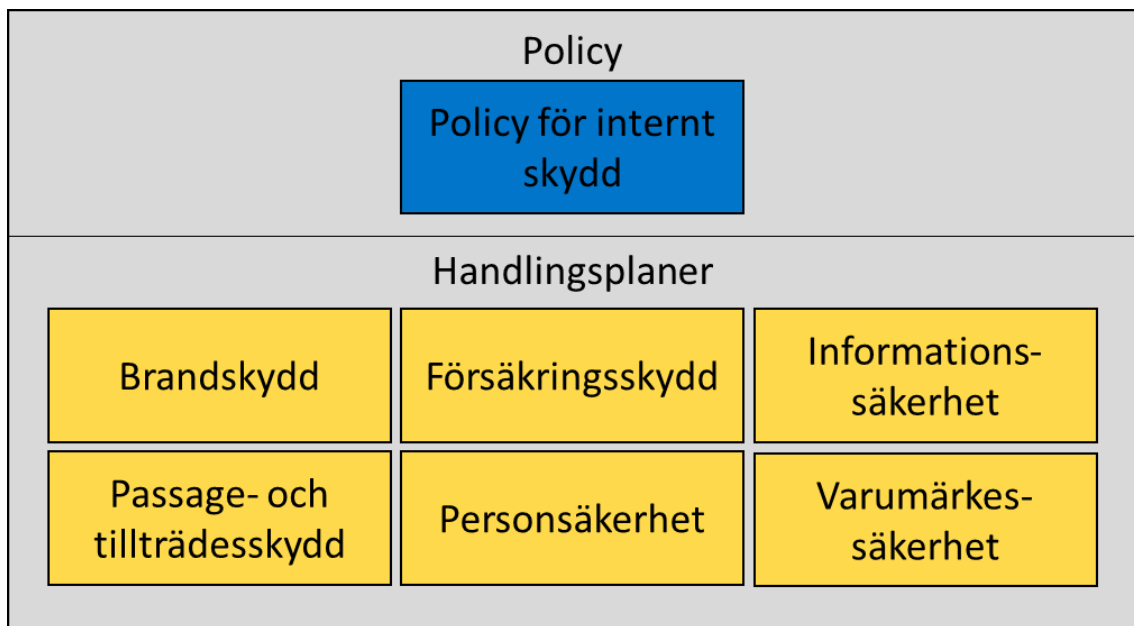 Policy
Policy för internt
skydd
Handlingsplaner
Brandskydd
Försäkringsskydd
Informations-
säkerhet
Passage- och
tillträdesskydd
Personsäkerhet
Varumärkes-
säkerhet